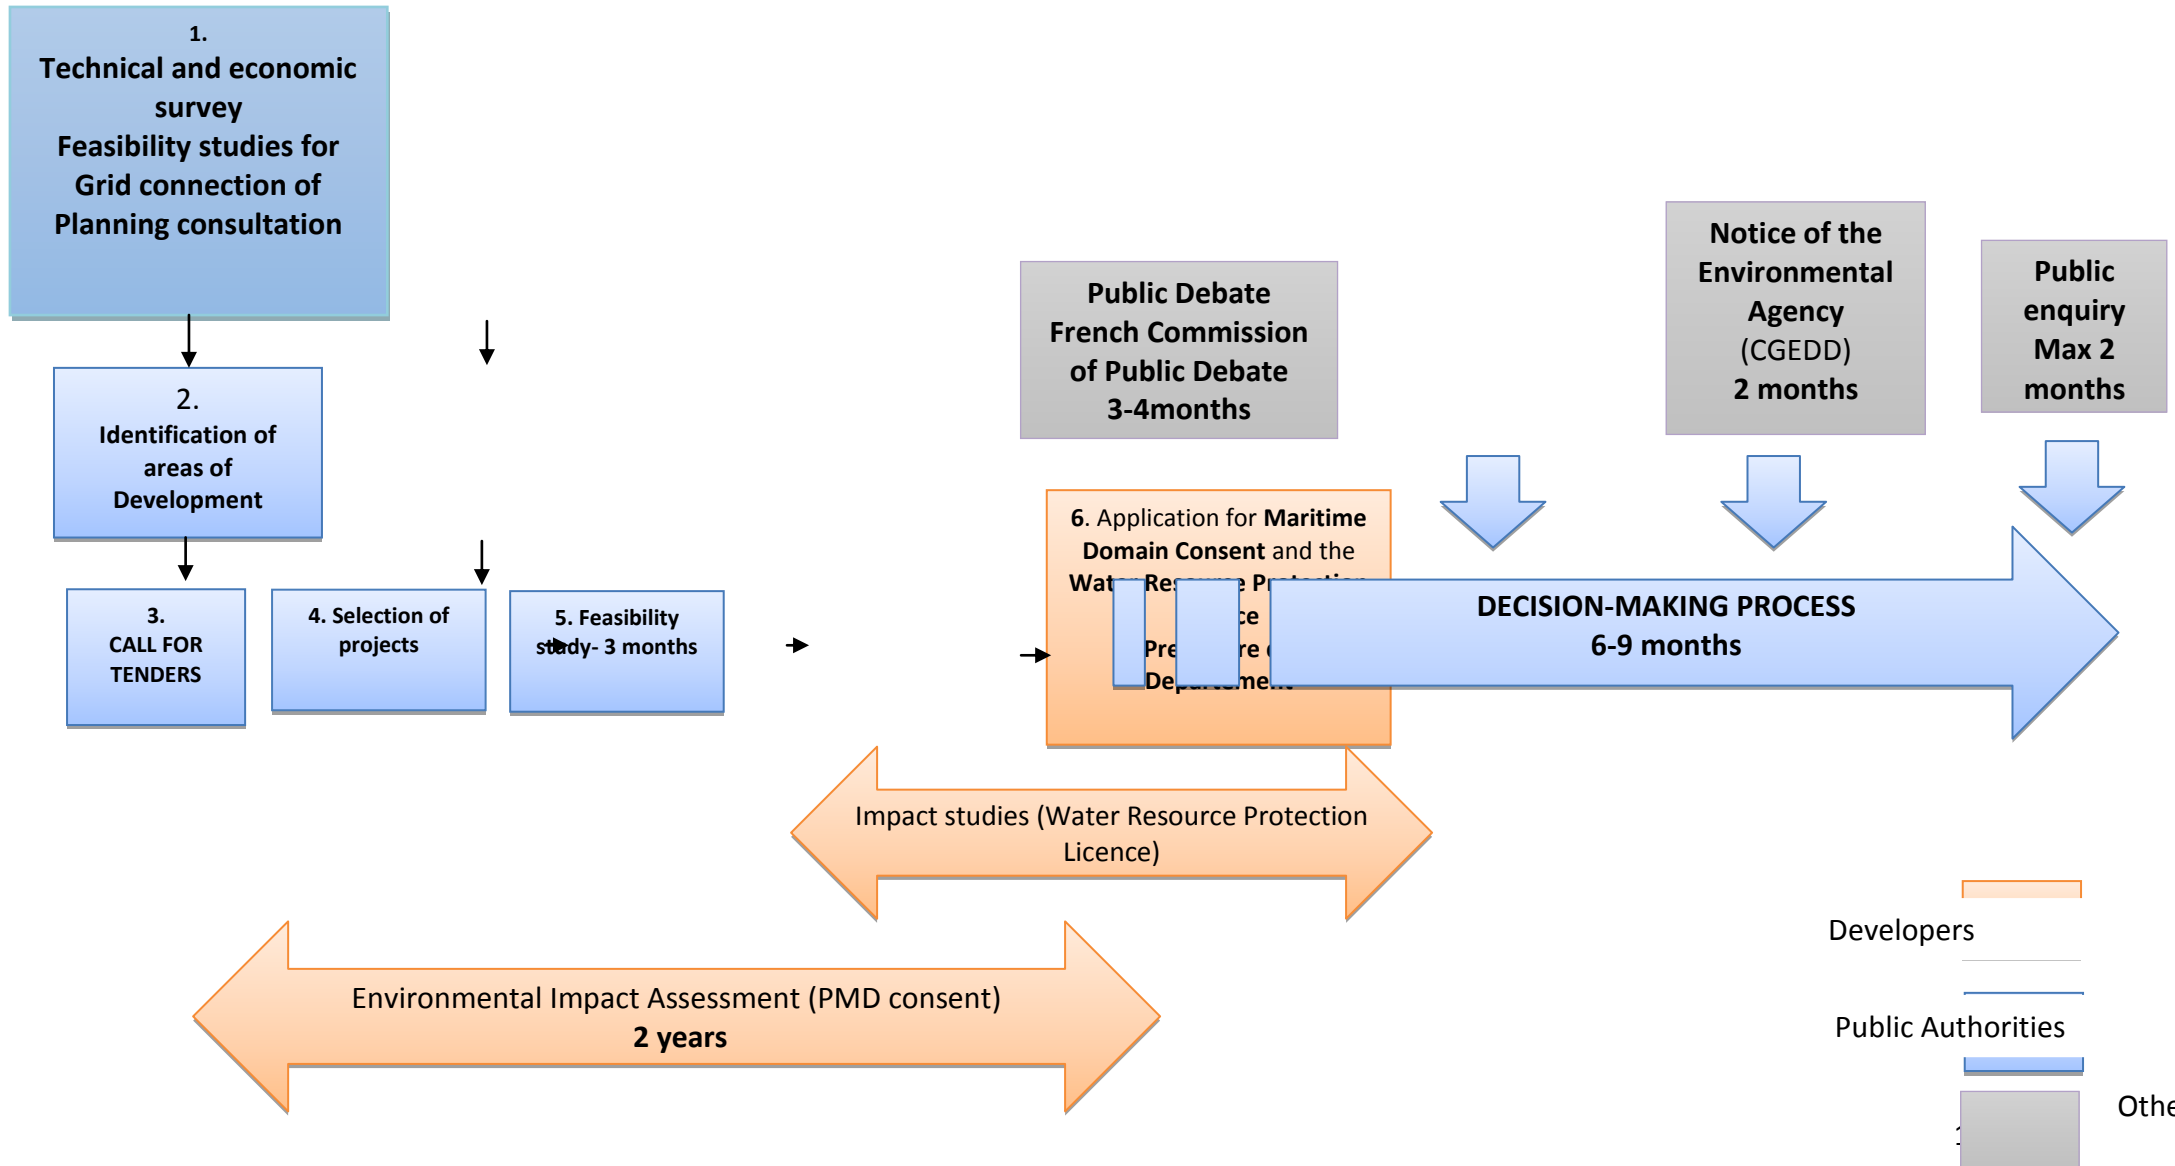 1.
Technical and economic
survey
Feasibility studies for
Grid connection of
Planning consultation
2.
Identification of
areas of
Development
3.
CALL FOR
TENDERS
4. Selection of
projects
5. Feasibility
study- 3 months
Public Debate
French Commission
of Public Debate
3-4months
Notice of the
Environmental
Agency
(CGEDD)
2 months
Public
enquiry
Max 2
months
6. Application for Maritime
Domain Consent and the
Water Resource Protection
Departement
DECISION-MAKING PROCESS
6-9 months
Impact studies (Water Resource Protection
Licence)
Environmental Impact Assessment (PMD consent)
2 years
Developers
Public Authorities